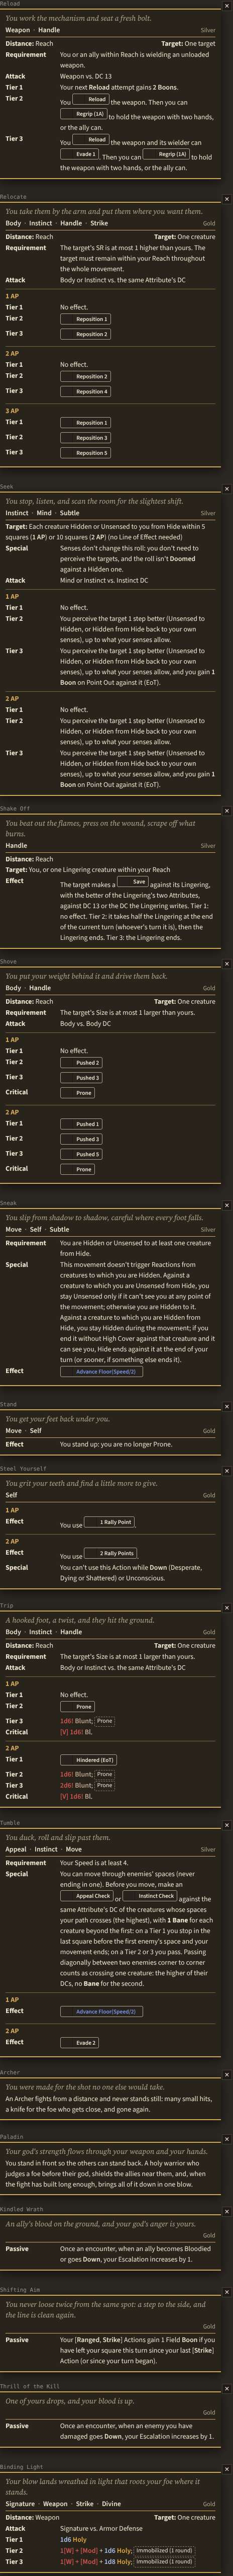 Reload
You work the mechanism and seat a fresh bolt.
Weapon · Handle Silver
Distance: Reach Target: One target
Requirement You or an ally within Reach is wielding an unloaded
weapon.
Attack Weapon vs. DC 13
Tier 1 Your next Reload attempt gains 2 Boons.
Tier 2 You Reload the weapon. Then you can
Regrip (1A) to hold the weapon with two hands,
or the ally can.
Tier 3 You Reload the weapon and its wielder can
Evade 1. Then you can Regrip (1A) to hold
the weapon with two hands, or the ally can.
Relocate
You take them by the arm and put them where you want them.
Body · Instinct · Handle · Strike Gold
Distance: Reach Target: One creature
Requirement The target's SR is at most 1 higher than yours. The
target must remain within your Reach throughout
the whole movement.
Attack Body or Instinct vs. the same Attribute's DC
1 AP
Tier 1 No effect.
Tier 2 Reposition 1
Tier 3 Reposition 2
2 AP
Tier 1 No effect.
Tier 2 Reposition 2
Tier 3 Reposition 4
3 AP
Tier 1 Reposition 1
Tier 2 Reposition 3
Tier 3 Reposition 5
Seek
You stop, listen, and scan the room for the slightest shift.
Instinct · Mind · Subtle Silver
Target: Each creature Hidden or Unsensed to you from Hide within 5
squares (1 AP) or 10 squares (2 AP) (no Line of Effect needed)
Special Senses don't change this roll: you don't need to
perceive the targets, and the roll isn't Doomed
against a Hidden one.
Attack Mind or Instinct vs. Instinct DC
1 AP
Tier 1 No effect.
Tier 2 You perceive the target 1 step better (Unsensed to
Hidden, or Hidden from Hide back to your own
senses), up to what your senses allow.
Tier 3 You perceive the target 1 step better (Unsensed to
Hidden, or Hidden from Hide back to your own
senses), up to what your senses allow, and you gain 1
Boon on Point Out against it (EoT).
2 AP
Tier 1 No effect.
Tier 2 You perceive the target 1 step better (Unsensed to
Hidden, or Hidden from Hide back to your own
senses), up to what your senses allow.
Tier 3 You perceive the target 1 step better (Unsensed to
Hidden, or Hidden from Hide back to your own
senses), up to what your senses allow, and you gain 1
Boon on Point Out against it (EoT).
Shake Off
You beat out the flames, press on the wound, scrape off what
burns.
Handle Silver
Distance: Reach
Target: You, or one Lingering creature within your Reach
Effect The target makes a Save against its Lingering,
with the better of the Lingering's two Attributes,
against DC 13 or the DC the Lingering writes. Tier 1:
no effect. Tier 2: it takes half the Lingering at the end
of the current turn (whoever's turn it is), then the
Lingering ends. Tier 3: the Lingering ends.
Shove
You put your weight behind it and drive them back.
Body · Handle Gold
Distance: Reach Target: One creature
Requirement The target's Size is at most 1 larger than yours.
Attack Body vs. Body DC
1 AP
Tier 1 No effect.
Tier 2 Pushed 2
Tier 3 Pushed 3
Critical Prone
2 AP
Tier 1 Pushed 1
Tier 2 Pushed 3
Tier 3 Pushed 5
Critical Prone
Sneak
You slip from shadow to shadow, careful where every foot falls.
Move · Self · Subtle Silver
Requirement You are Hidden or Unsensed to at least one creature
from Hide.
Special This movement doesn't trigger Reactions from
creatures to which you are Hidden. Against a
creature to which you are Unsensed from Hide, you
stay Unsensed only if it can't see you at any point of
the movement; otherwise you are Hidden to it.
Against a creature to which you are Hidden from
Hide, you stay Hidden during the movement; if you
end it without High Cover against that creature and it
can see you, Hide ends against it at the end of your
turn (or sooner, if something else ends it).
Effect Advance Floor(Speed/2)
Stand
You get your feet back under you.
Move · Self Gold
Effect You stand up: you are no longer Prone.
Steel Yourself
You grit your teeth and find a little more to give.
Self Gold
1 AP
Effect You use 1 Rally Point.
2 AP
Effect You use 2 Rally Points.
Special You can't use this Action while Down (Desperate,
Dying or Shattered) or Unconscious.
Trip
A hooked foot, a twist, and they hit the ground.
Body · Instinct · Handle Gold
Distance: Reach Target: One creature
Requirement The target's Size is at most 1 larger than yours.
Attack Body or Instinct vs. the same Attribute's DC
1 AP
Tier 1 No effect.
Tier 2 Prone
Tier 3 1d6! Blunt; Prone
Critical [V] 1d6! Bl.
2 AP
Tier 1 Hindered (EoT)
Tier 2 1d6! Blunt; Prone
Tier 3 2d6! Blunt; Prone
Critical [V] 1d6! Bl.
Tumble
You duck, roll and slip past them.
Appeal · Instinct · Move Silver
Requirement Your Speed is at least 4.
Special You can move through enemies' spaces (never
ending in one). Before you move, make an
Appeal Check or Instinct Check against the
same Attribute's DC of the creatures whose spaces
your path crosses (the highest), with 1 Bane for each
creature beyond the first: on a Tier 1 you stop in the
last square before the first enemy's space and your
movement ends; on a Tier 2 or 3 you pass. Passing
diagonally between two enemies corner to corner
counts as crossing one creature: the higher of their
DCs, no Bane for the second.
1 AP
Effect Advance Floor(Speed/2)
2 AP
Effect Evade 2
Archer
You were made for the shot no one else would take.
An Archer fights from a distance and never stands still: many small hits,
a knife for the foe who gets close, and gone again.
Paladin
Your god's strength flows through your weapon and your hands.
You stand in front so the others can stand back. A holy warrior who
judges a foe before their god, shields the allies near them, and, when
the fight has built long enough, brings all of it down in one blow.
Kindled Wrath
An ally's blood on the ground, and your god's anger is yours.
Gold
Passive Once an encounter, when an ally becomes Bloodied
or goes Down, your Escalation increases by 1.
Shifting Aim
You never loose twice from the same spot: a step to the side, and
the line is clean again.
Gold
Passive Your [Ranged, Strike] Actions gain 1 Field Boon if you
have left your square this turn since your last [Strike]
Action (or since your turn began).
Thrill of the Kill
One of yours drops, and your blood is up.
Gold
Passive Once an encounter, when an enemy you have
damaged goes Down, your Escalation increases by 1.
Binding Light
Your blow lands wreathed in light that roots your foe where it
stands.
Signature · Weapon · Strike · Divine Gold
Distance: Weapon Target: One creature
Attack Signature vs. Armor Defense
Tier 1 1d6 Holy
Tier 2 1[W] + [Mod] + 1d6 Holy; Immobilized (1 round)
Tier 3 1[W] + [Mod] + 1d8 Holy; Immobilized (1 round)